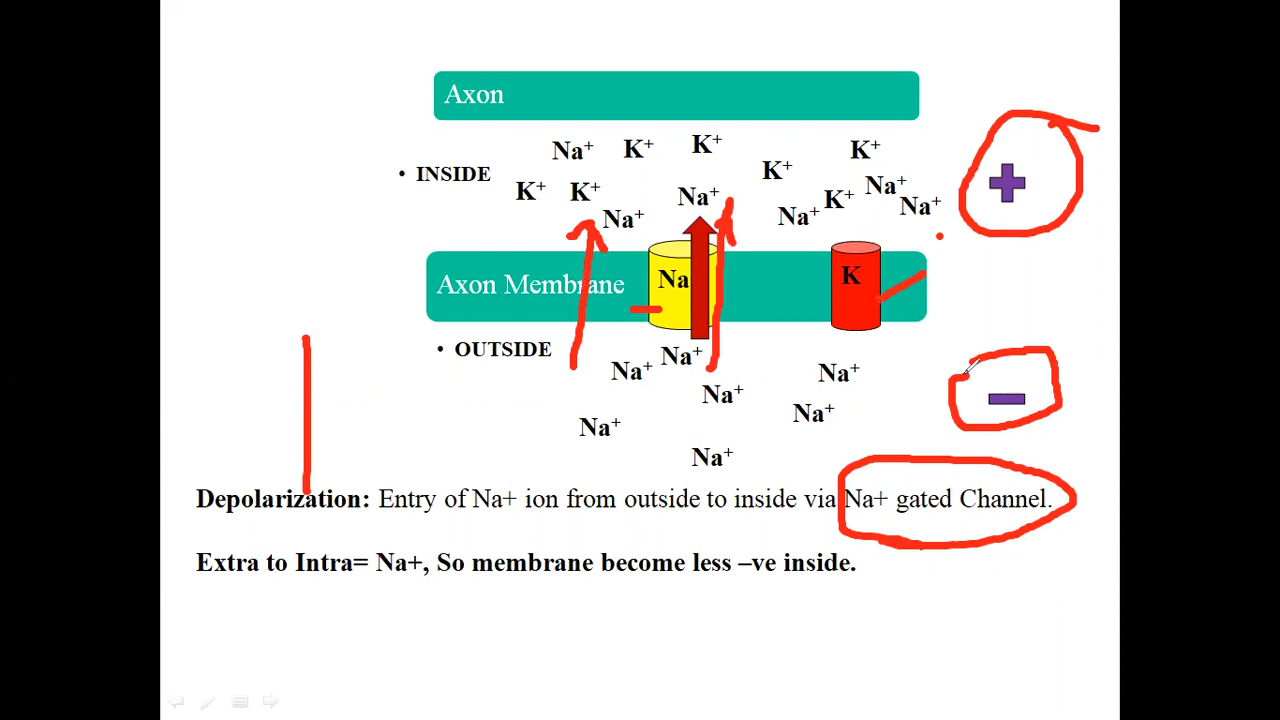 Axon
Na⁺ K⁺ K⁺ K⁺ K⁺
• INSIDE K⁺ K⁺ Na⁺ Na⁺ Na⁺ K⁺ Na⁺ Na⁺
Axon Membrane Na K
• OUTSIDE Na⁺ Na⁺ Na⁺
Na⁺ Na⁺ Na⁺
Na⁺
Depolarization: Entry of Na+ ion from outside to inside via Na+ gated Channel.
Extra to Intra= Na+, So membrane become less –ve inside.